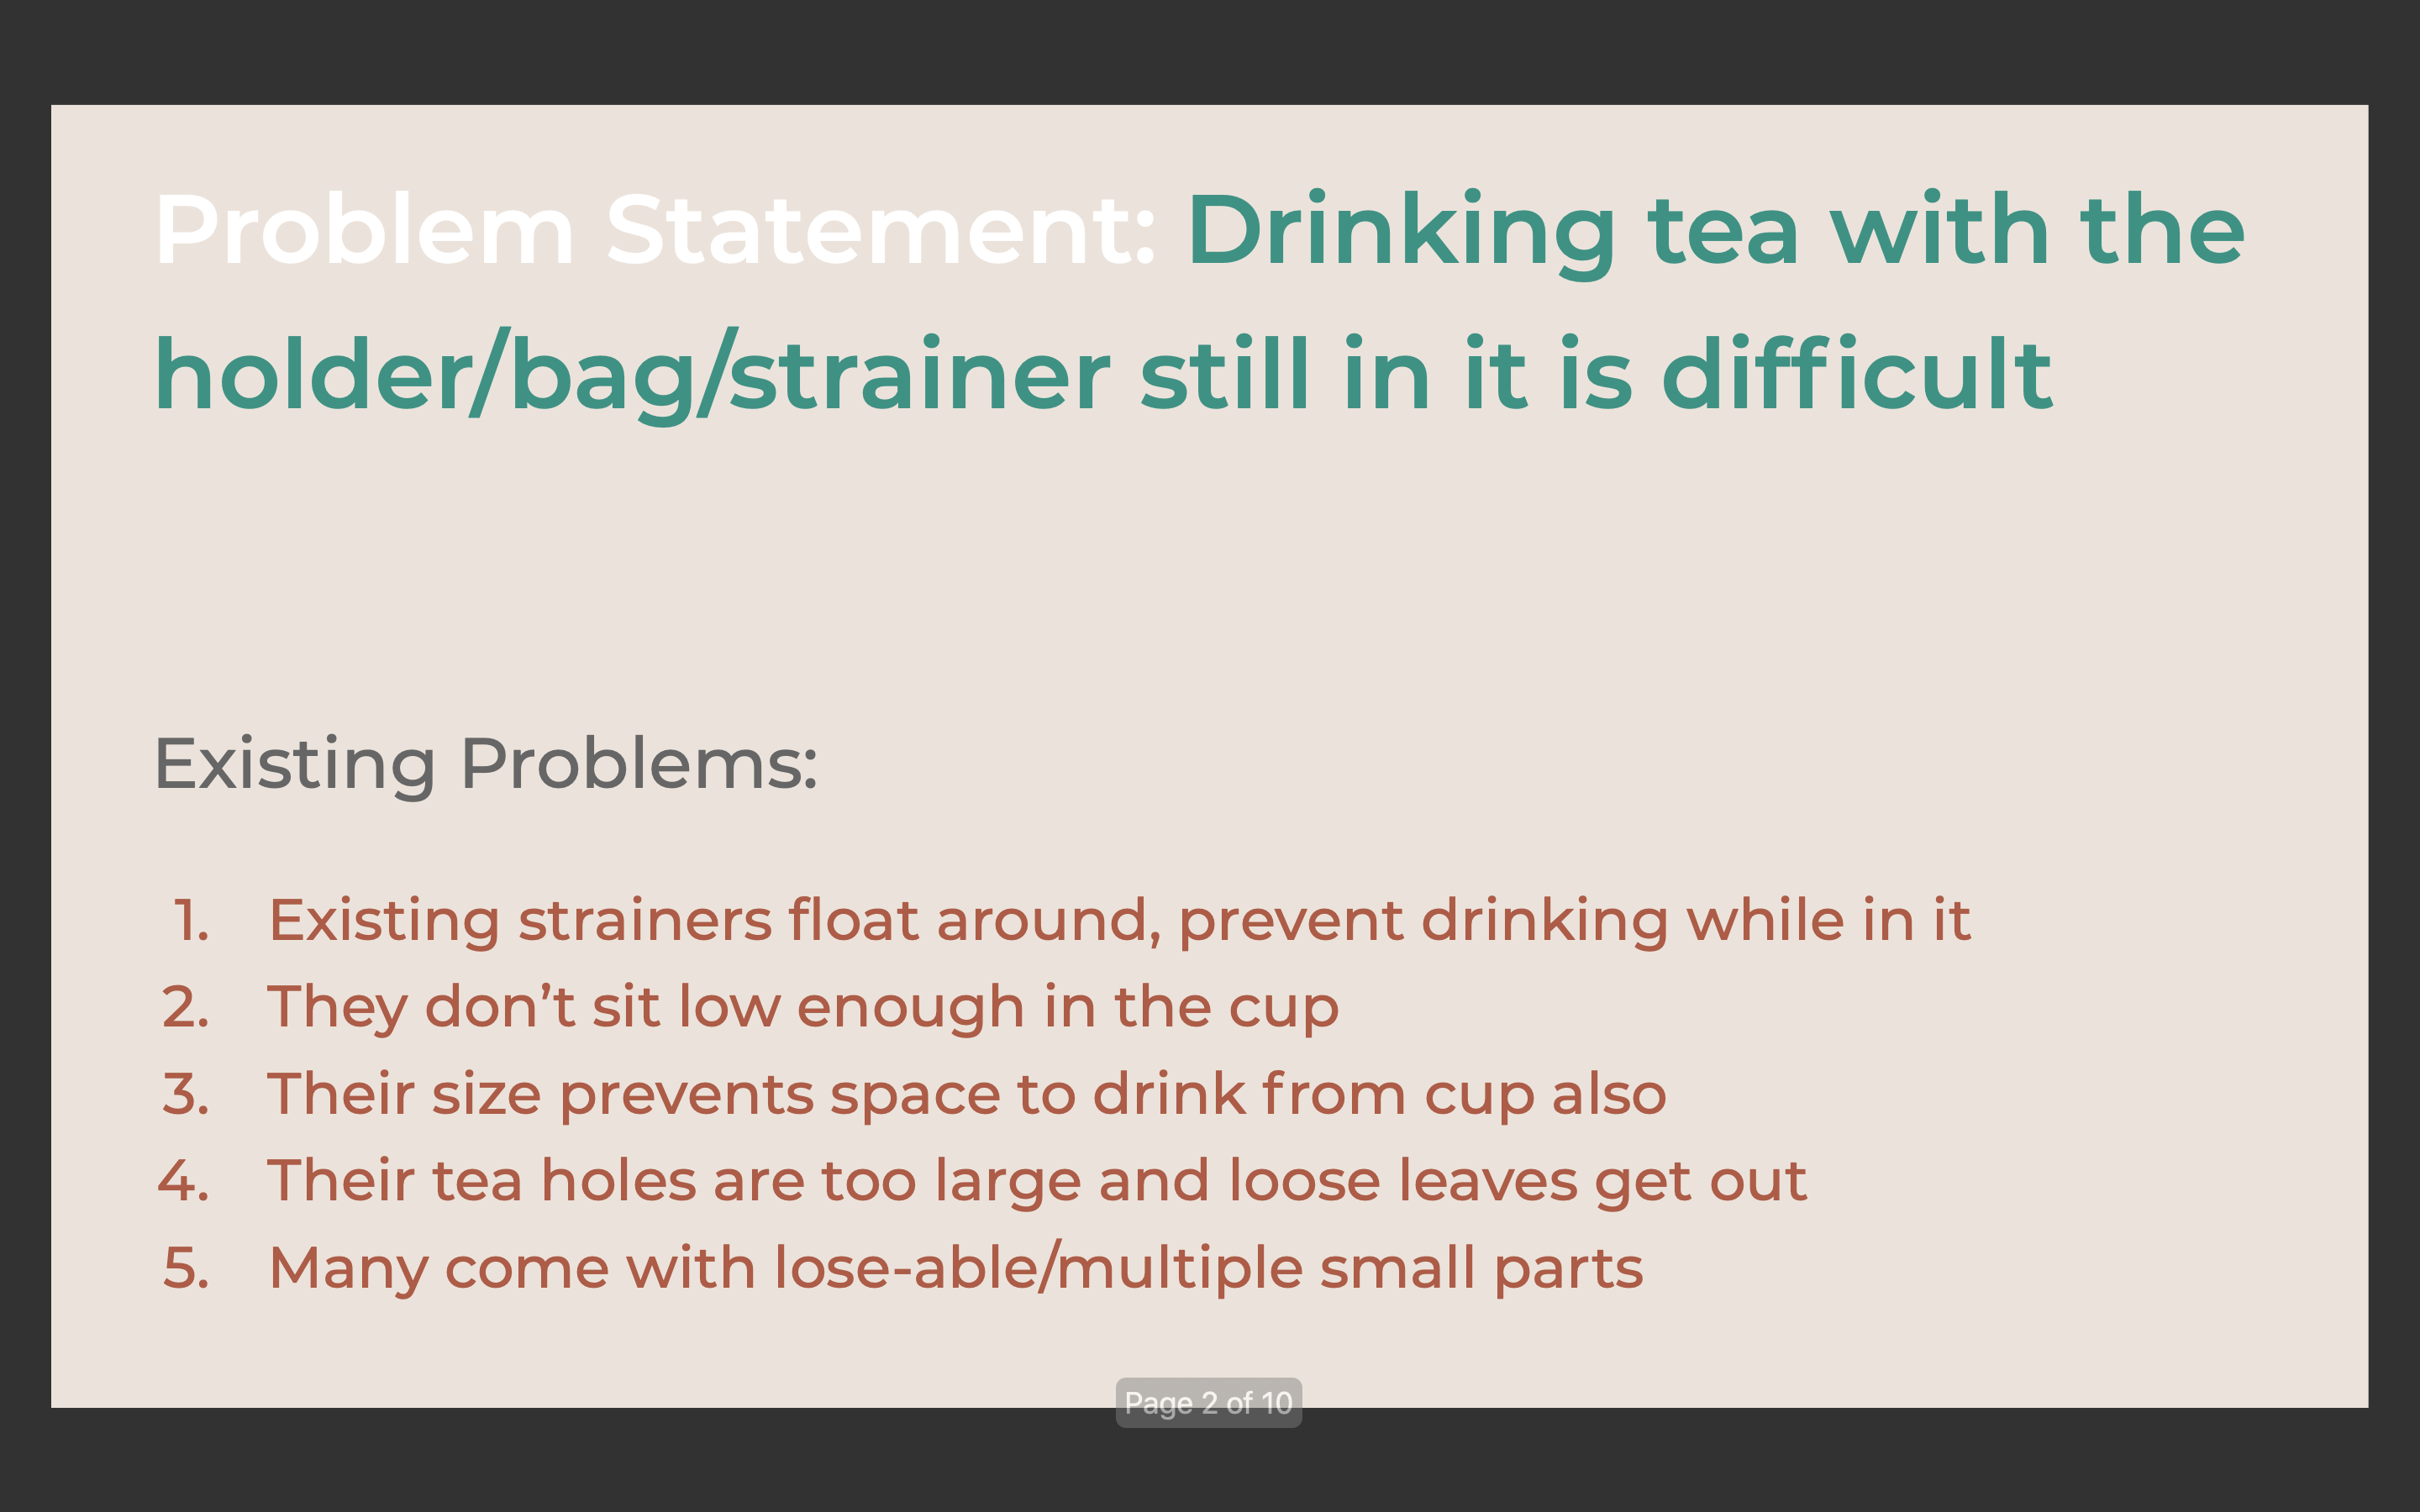 Problem Statement: Drinking tea with the
holder/bag/strainer still in it is difficult
Existing Problems:
1. Existing strainers float around, prevent drinking while in it
2. They don't sit low enough in the cup
3. Their size prevents space to drink from cup also
4. Their tea holes are too large and loose leaves get out
5. Many come with lose-able/multiple small parts
Page 2 of 10